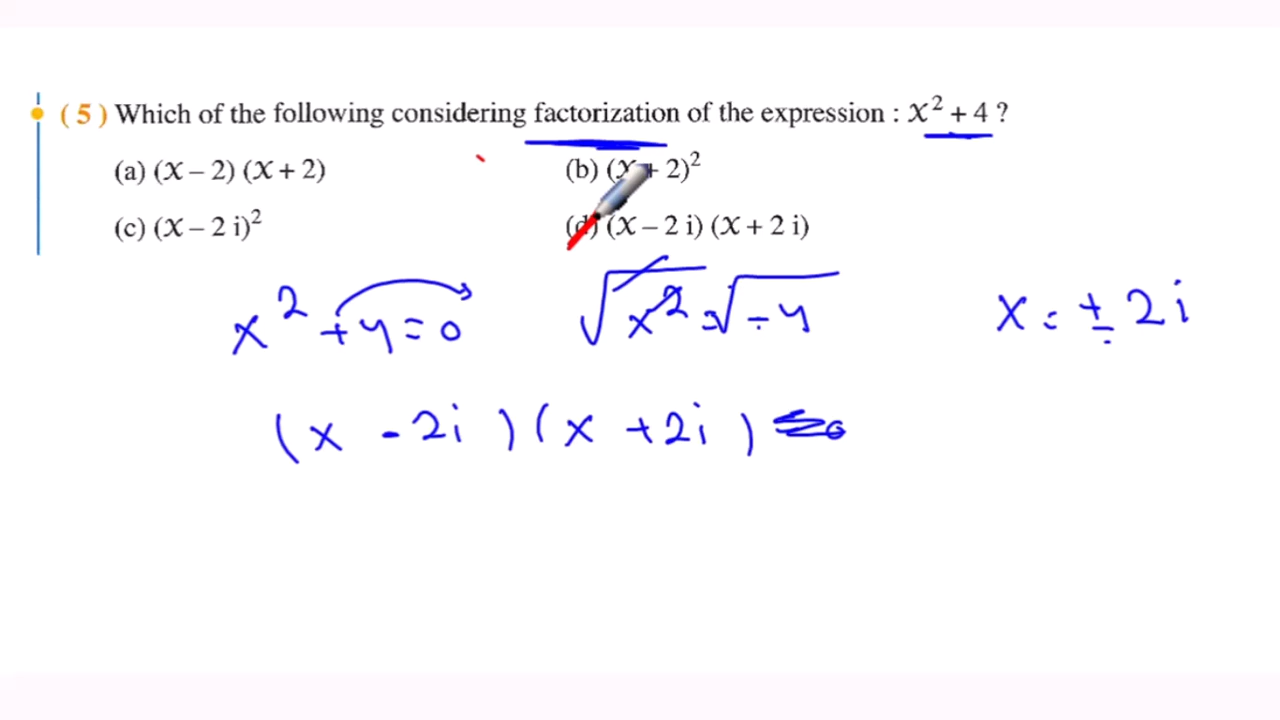 ( 5 ) Which of the following considering factorization of the expression : x² + 4 ?
(a) (x – 2) (x + 2) (b) (x + 2)²
(c) (x – 2 i)² (d) (x – 2 i) (x + 2 i)
x² + 4 = 0 √x² = √-4 x = ± 2i
(x - 2i) (x + 2i)